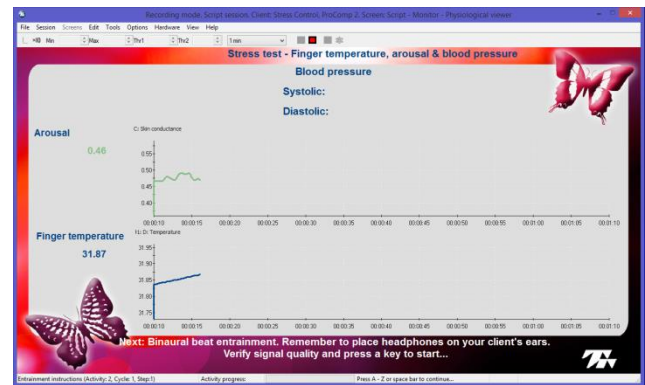 Recording mode. Script session. Client: Stress Control, ProComp 2. Screen: Script - Monitor - Physiological viewer
File Session Screens Edit Tools Options Hardware View Help
Min Max Thr1 Thr2 1 min
Stress test - Finger temperature, arousal & blood pressure
Blood pressure
Systolic:
Diastolic:
Arousal
C: Skin conductance
0.46
0.55
0.50
0.45
0.40
00:00:10 00:00:15 00:00:20 00:00:25 00:00:30 00:00:35 00:00:40 00:00:45 00:00:50 00:00:55 00:01:00 00:01:05 00:01:10
Finger temperature
D: Temperature
31.87
31.95
31.90
31.85
31.80
31.75
00:00:10 00:00:15 00:00:20 00:00:25 00:00:30 00:00:35 00:00:40 00:00:45 00:00:50 00:00:55 00:01:00 00:01:05 00:01:10
Next: Binaural beat entrainment. Remember to place headphones on your client's ears.
Verify signal quality and press a key to start...
Entrainment instructions (Activity: 2, Cycle: 1, Step:1) Activity progress: Press A - Z or space bar to continue...